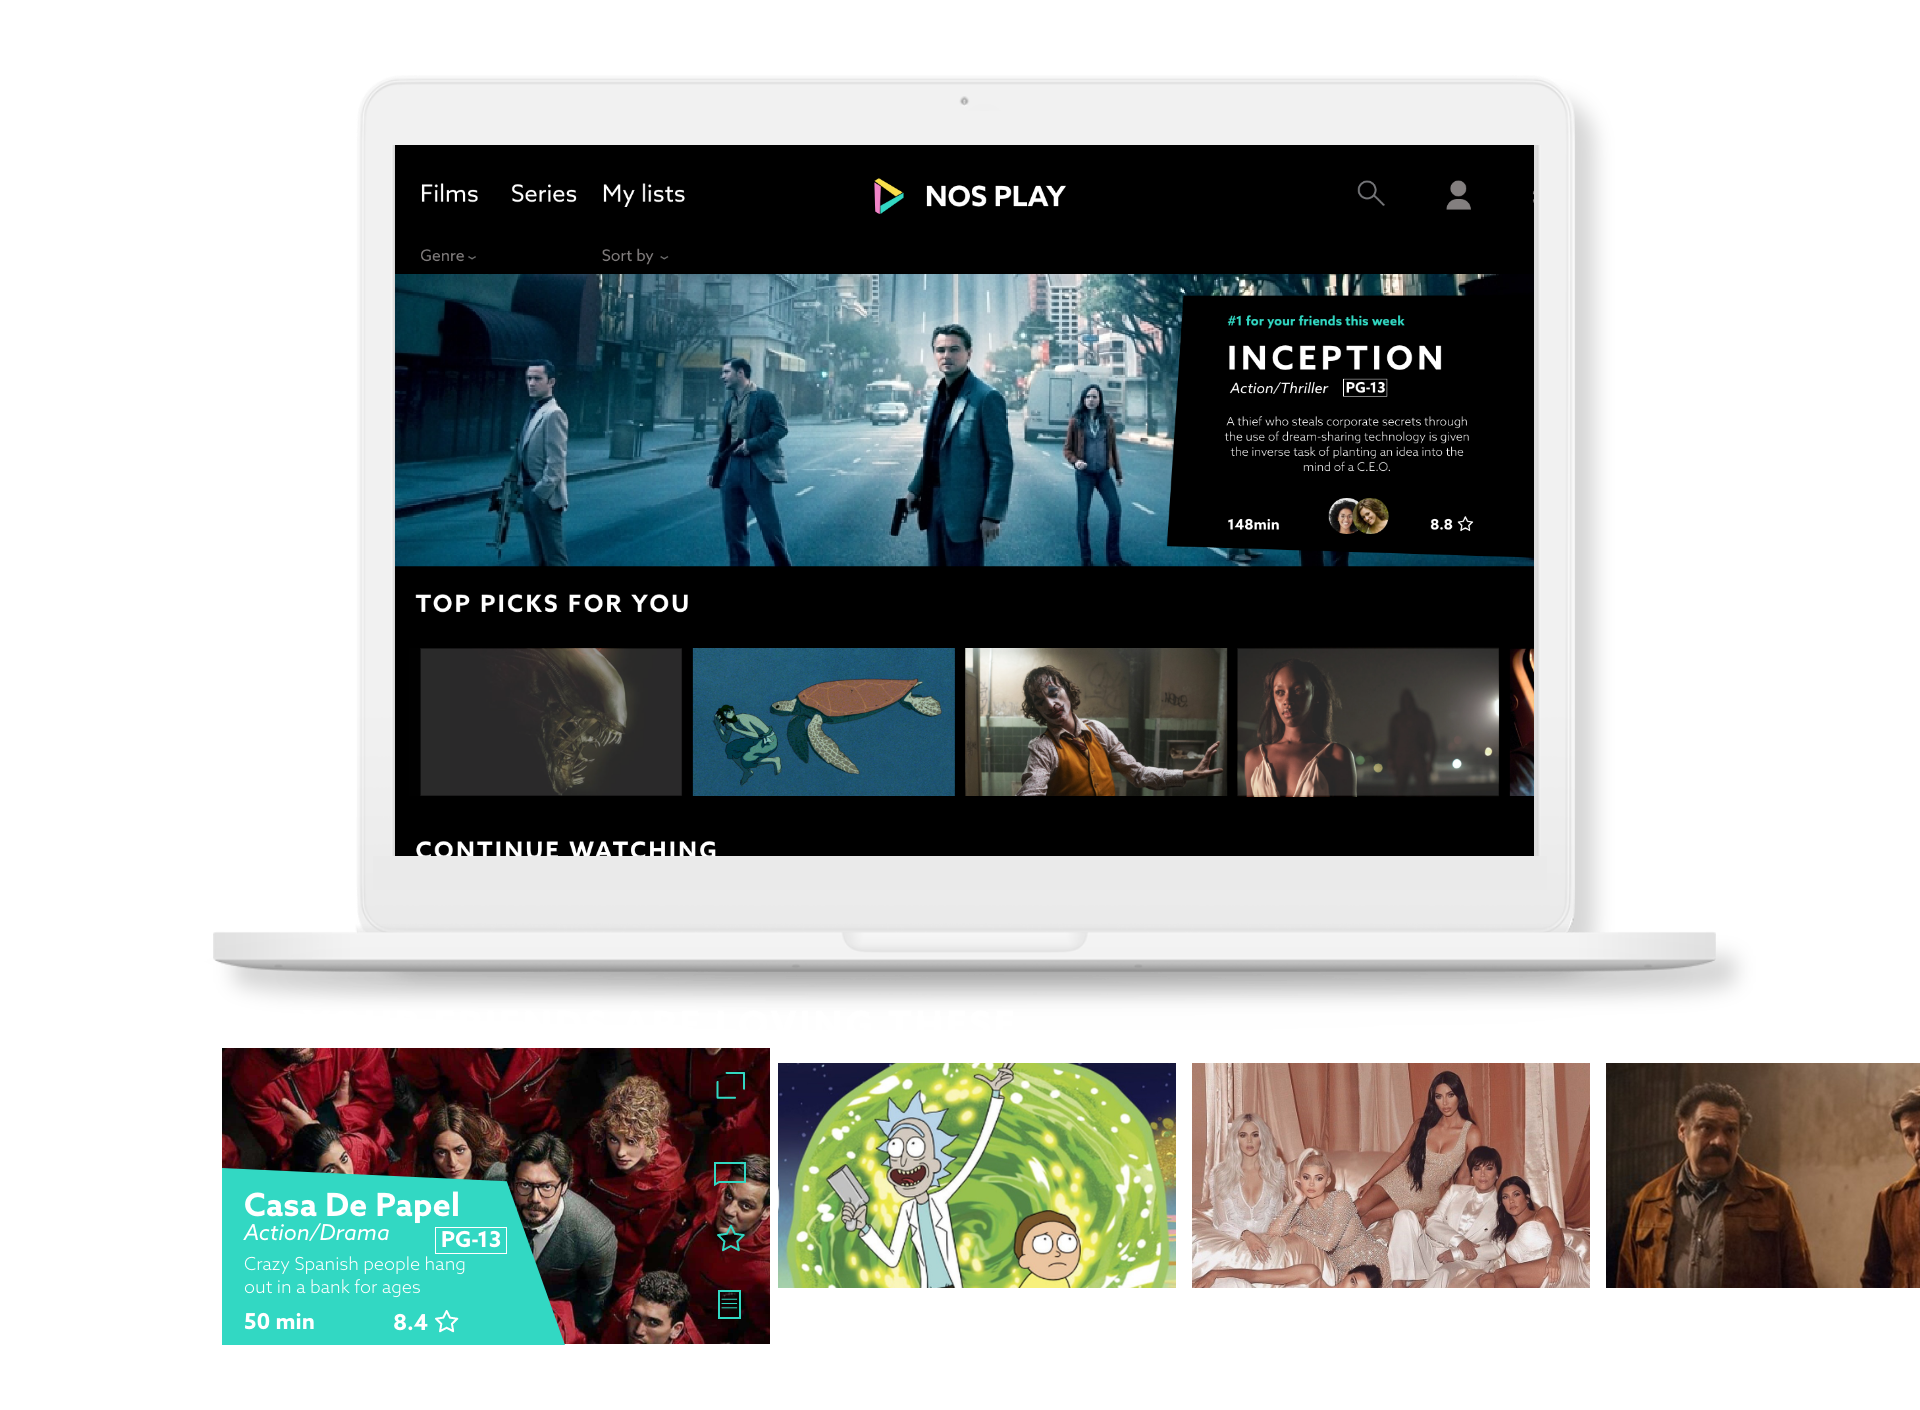 Films Series My lists NOS PLAY
Genre Sort by
#1 for your friends this week
INCEPTION
Action/Thriller PG-13
A thief who steals corporate secrets through
the use of dream-sharing technology is given
the inverse task of planting an idea into the
mind of a C.E.O.
148min 8.8
TOP PICKS FOR YOU
CONTINUE WATCHING
Casa De Papel
Action/Drama PG-13
Crazy Spanish people hang
out in a bank for ages
50 min 8.4